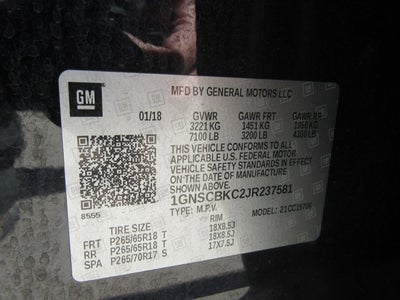 GM
MFD BY GENERAL MOTORS LLC
01/18 GVWR GAWR FRT GAWR RR
3221 KG 1451 KG 1950 KG
7100 LB 3200 LB 4300 LB
THIS VEHICLE CONFORMS TO ALL
APPLICABLE U.S. FEDERAL MOTOR
VEHICLE SAFETY STANDARDS IN EFFECT
ON THE DATE OF MANUFACTURE
SHOWN ABOVE.
1GNSCBKC2JR237581
8555
TYPE: M.P.V.
TIRE SIZE RIM
FRT P265/65R18 T 18X8.5J
RR P265/65R18 T 18X8.5J
SPA P265/70R17 S 17X7.5J